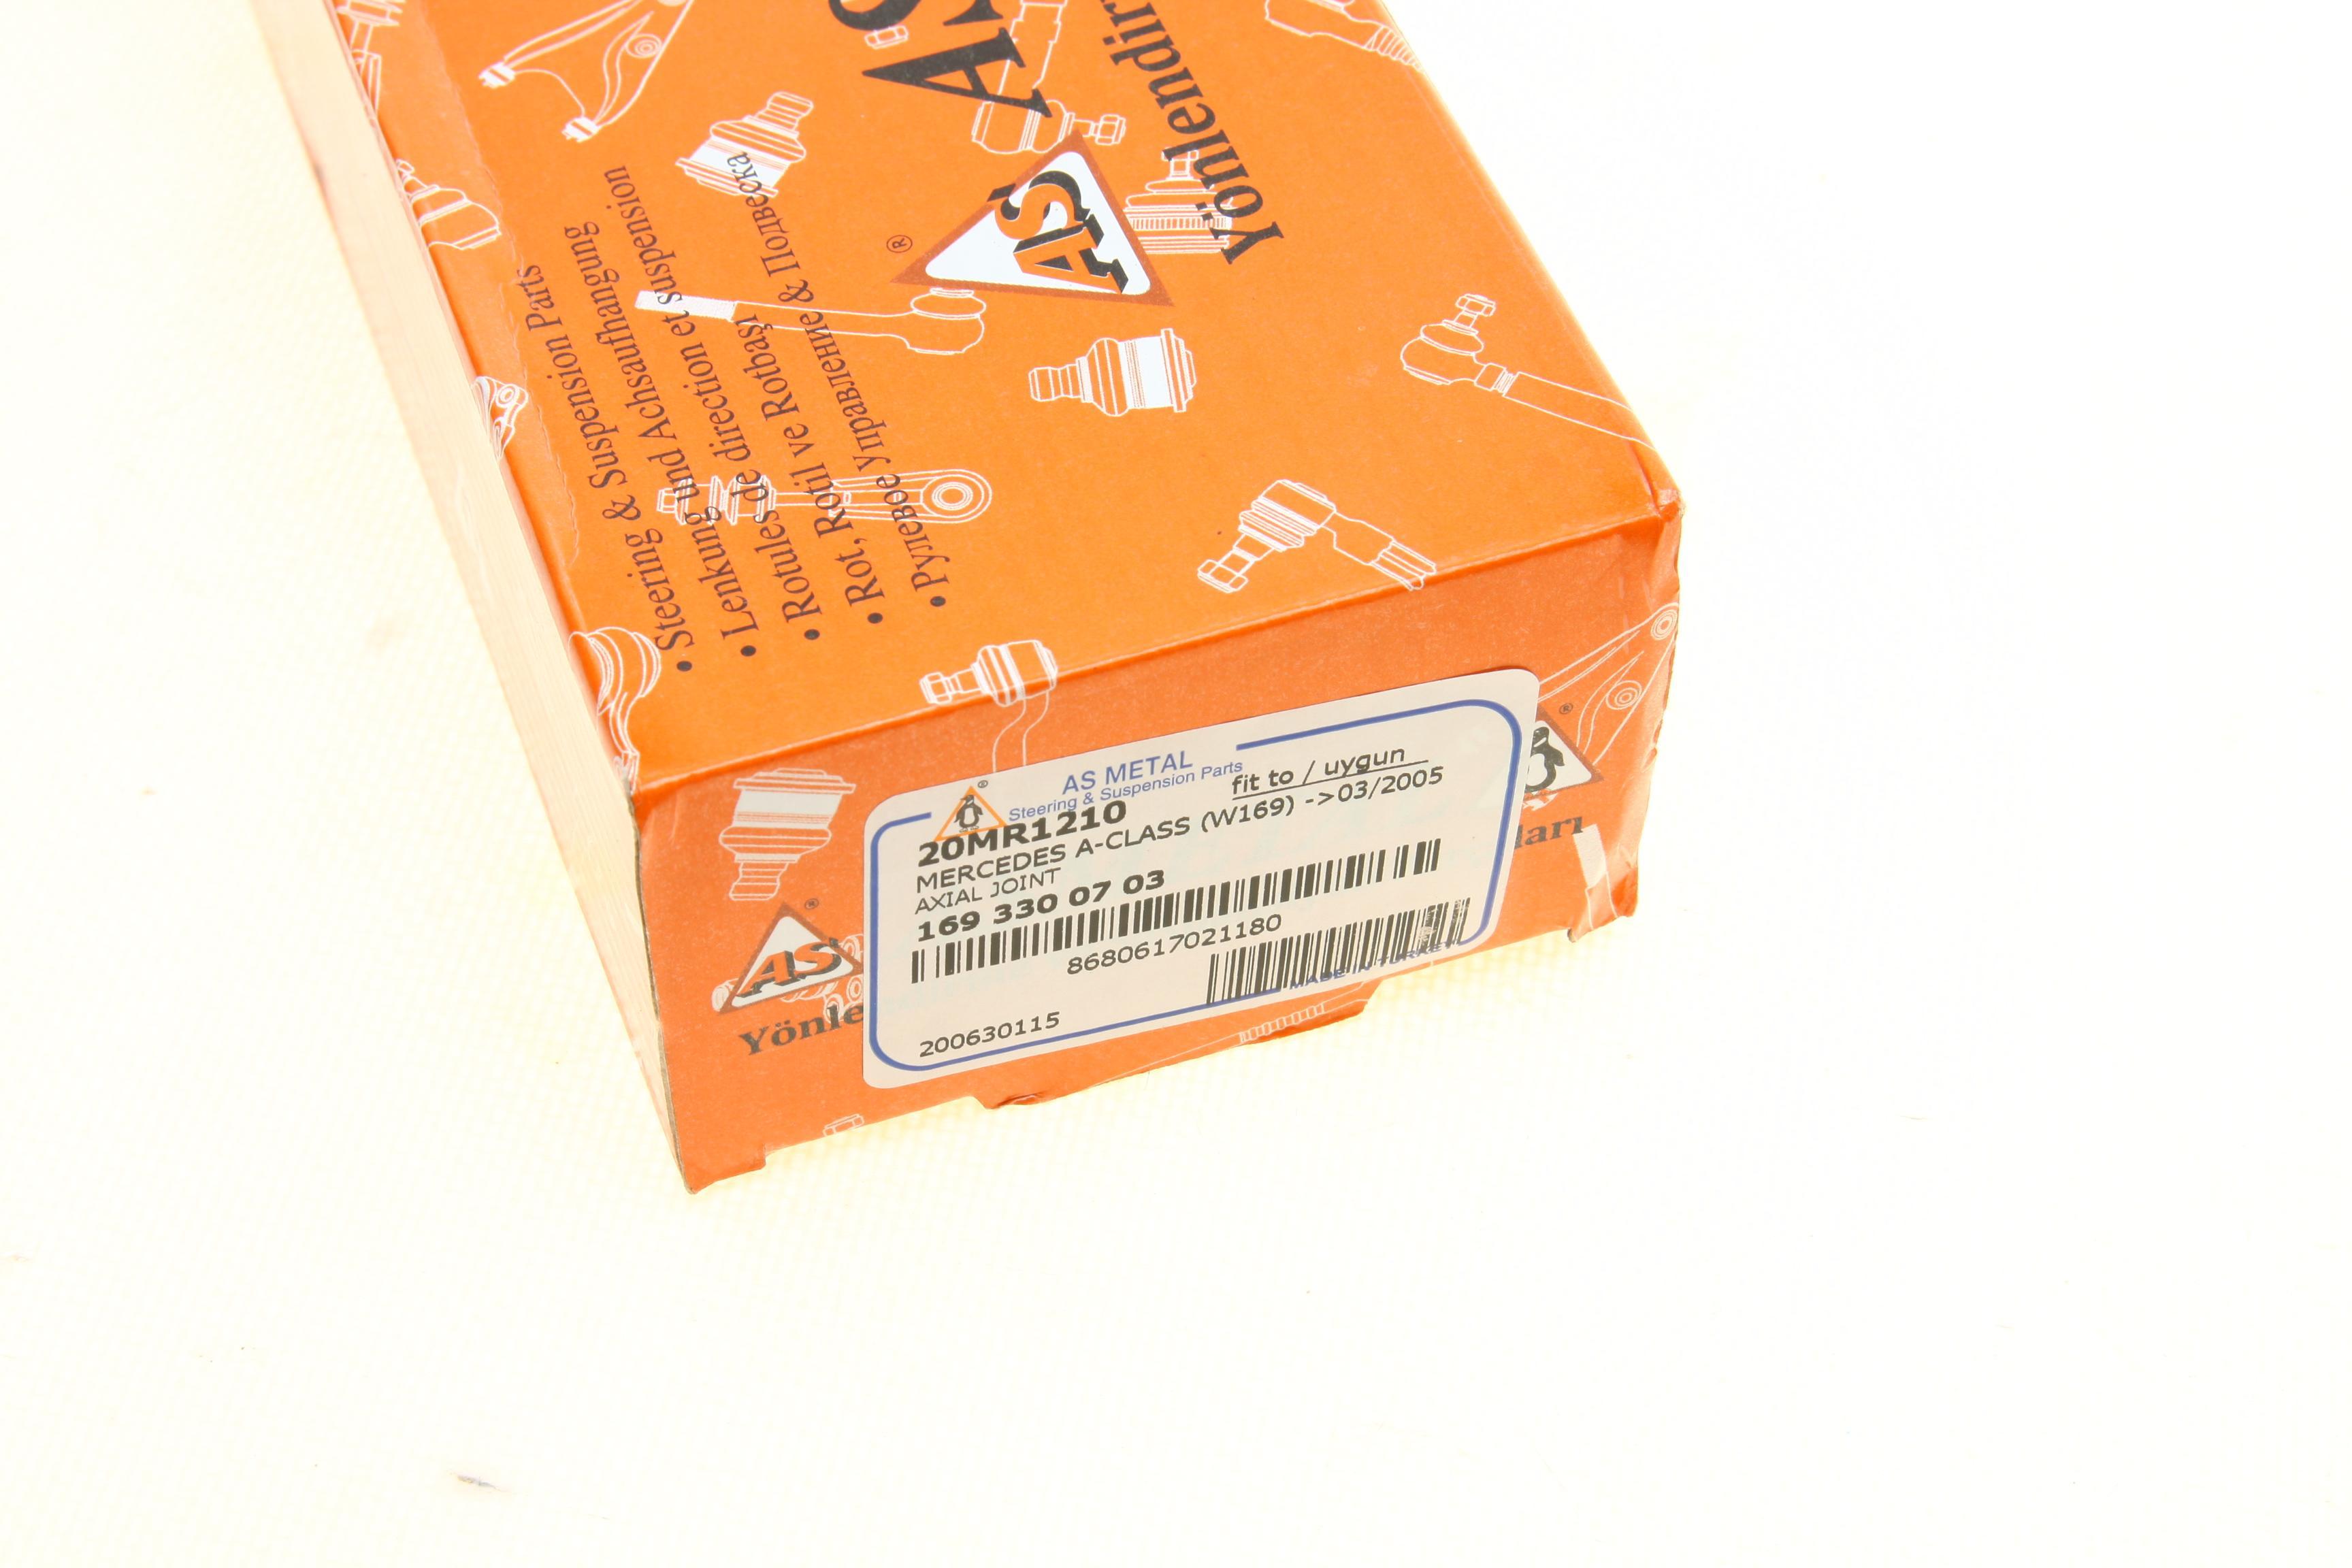 AS
Yönlendir
AS
®
• Steering & Suspension Parts
• Lenkung und Achsaufhangung
• Rotules de direction et suspension
• Rot, Rotil ve Rotbaşı
• Рулевое управление & Подвеска
AS METAL
Steering & Suspension Parts
®
fit to / uygun
20MR1210
MERCEDES A-CLASS (W169) ->03/2005
AXIAL JOINT
169 330 07 03
8680617021180
MADE IN TURKEY
200630115
AS
®
Yönle
®
ları